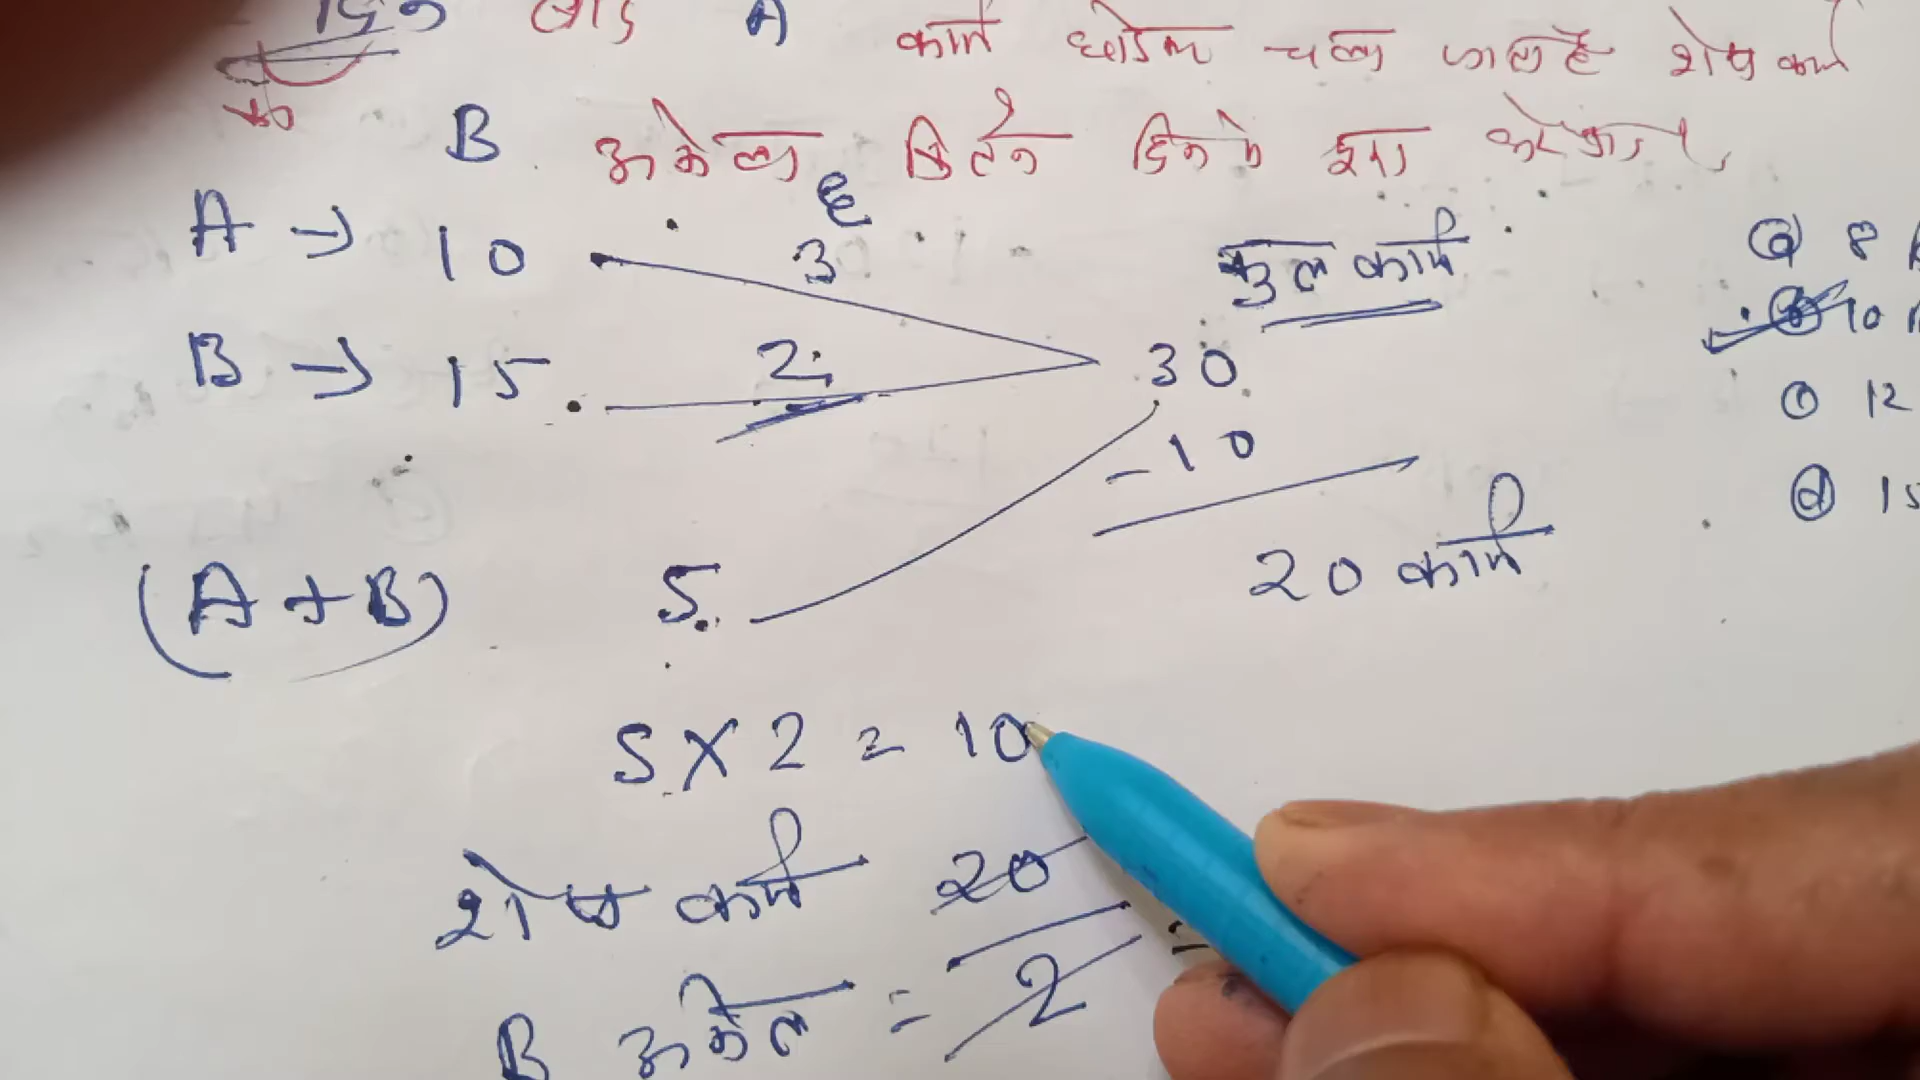 दिन बाद A कार्य छोडकर चला जाता है शेष कार्य
B अकेला कितने दिनो मे पूरा करेगा।
A → 10 3 कुल कार्य @ 8
B → 15 2 30 ⓑ 10
- 10 12
20 कार्य ⓓ 15
(A + B) 5
5 X 2 = 10
शेष कार्य 20
B अकेल = 2